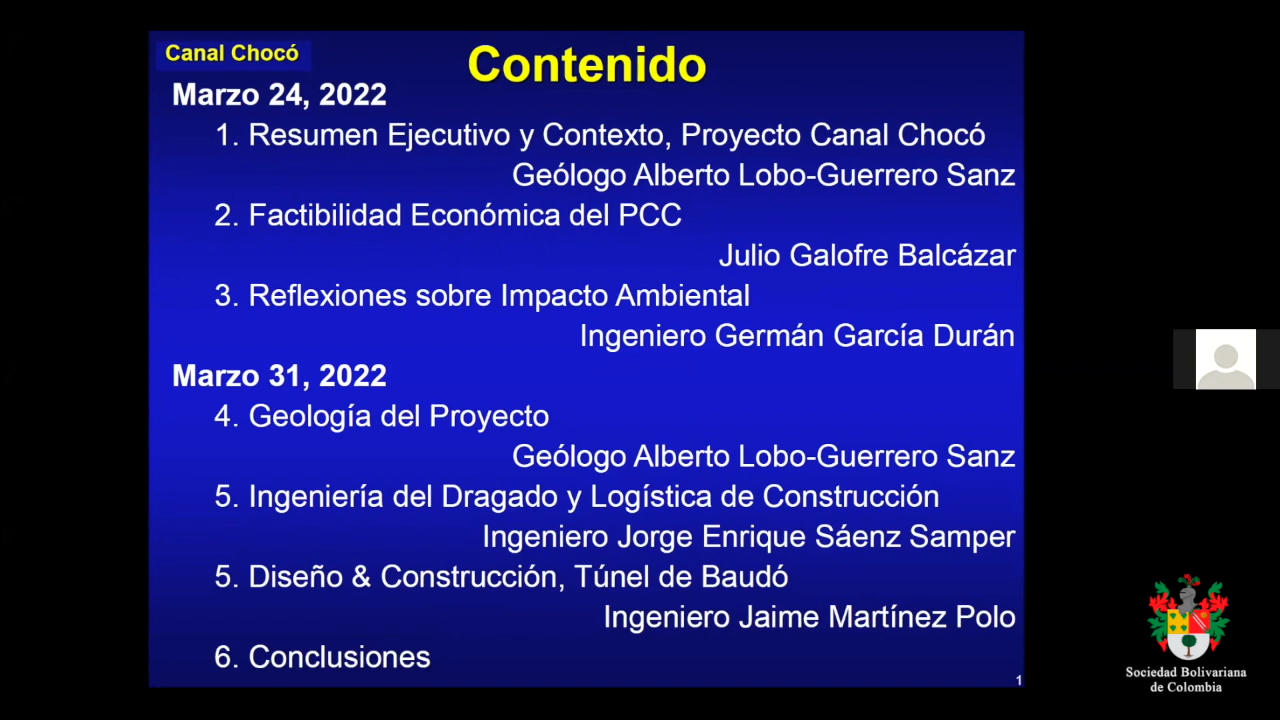 Canal Chocó
Contenido
Marzo 24, 2022
1. Resumen Ejecutivo y Contexto, Proyecto Canal Chocó
Geólogo Alberto Lobo-Guerrero Sanz
2. Factibilidad Económica del PCC
Julio Galofre Balcázar
3. Reflexiones sobre Impacto Ambiental
Ingeniero Germán García Durán
Marzo 31, 2022
4. Geología del Proyecto
Geólogo Alberto Lobo-Guerrero Sanz
5. Ingeniería del Dragado y Logística de Construcción
Ingeniero Jorge Enrique Sáenz Samper
5. Diseño & Construcción, Túnel de Baudó
Ingeniero Jaime Martínez Polo
6. Conclusiones
1
Sociedad Bolivariana
de Colombia